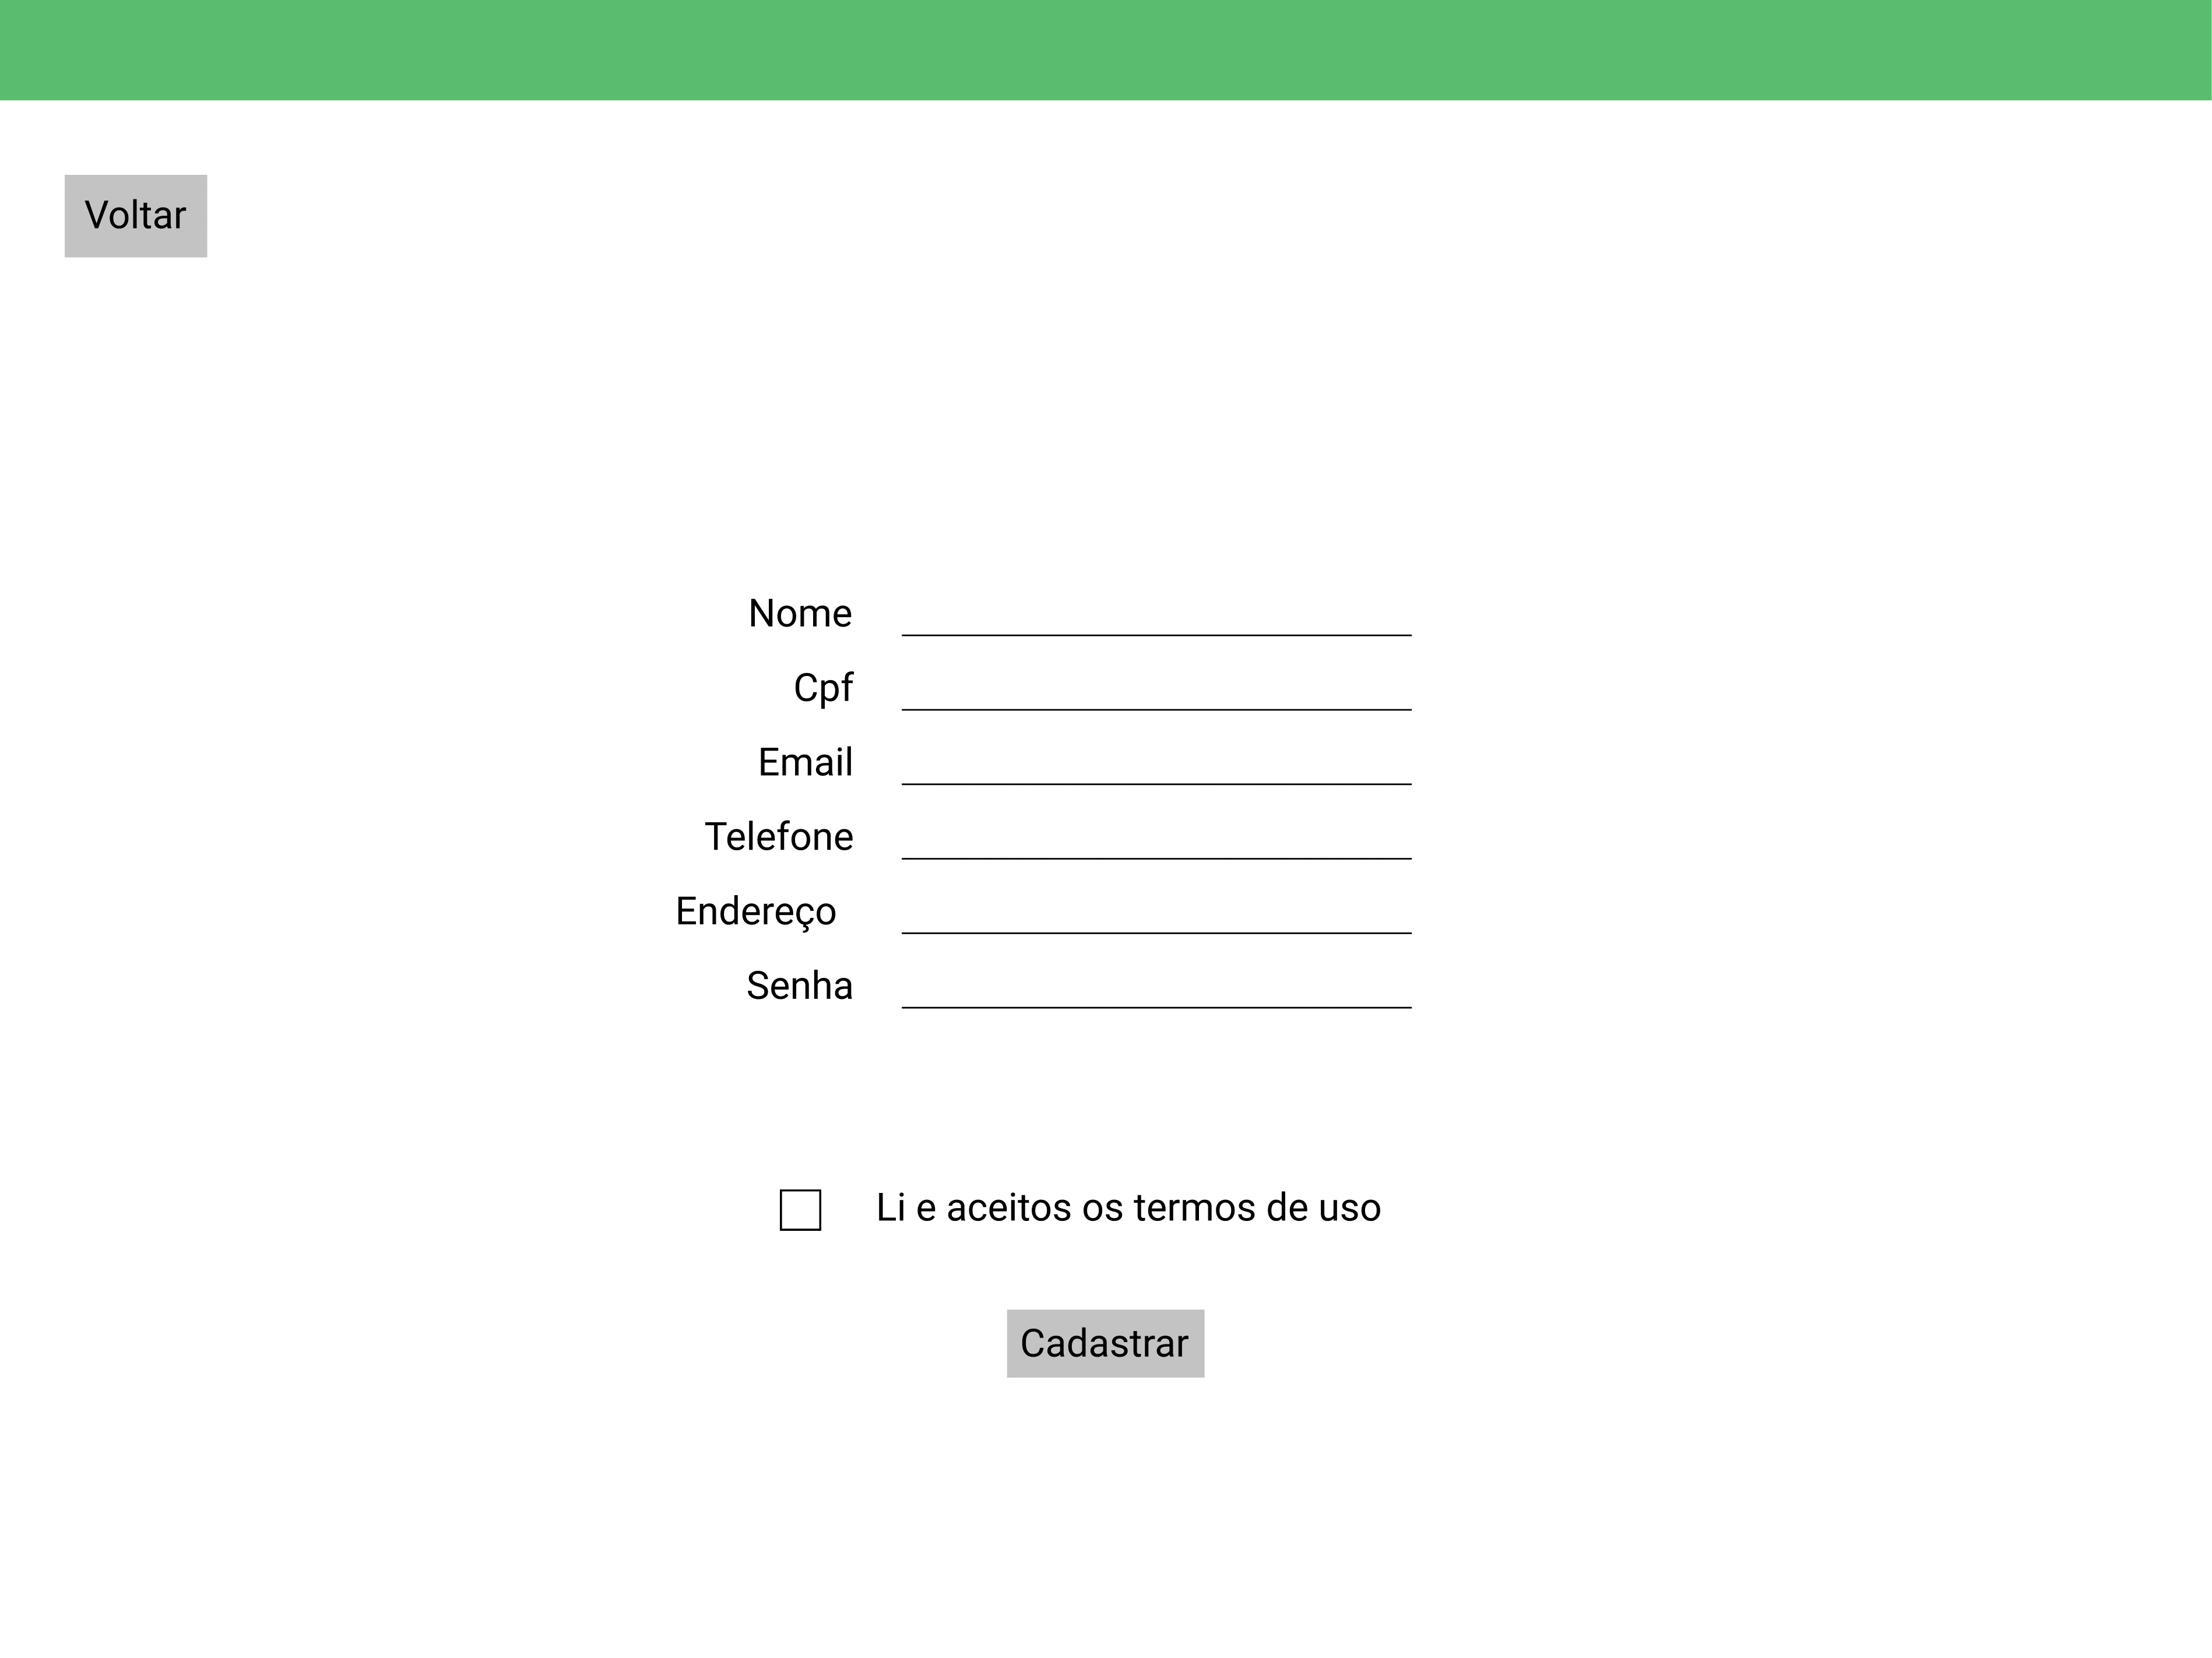 Voltar
Nome
Cpf
Email
Telefone
Endereço
Senha
Li e aceitos os termos de uso
Cadastrar